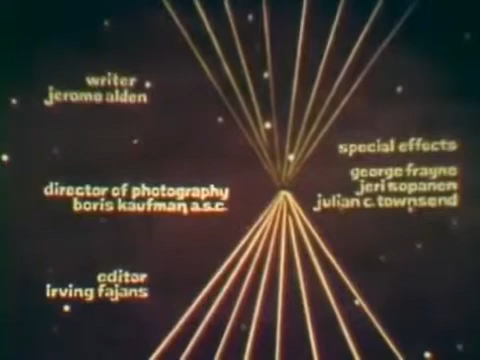 writer
jerome alden
special effects
george frayne
jeri sopanen
julian c. townsend
director of photography
boris kaufman a.s.c.
editor
irving fajans